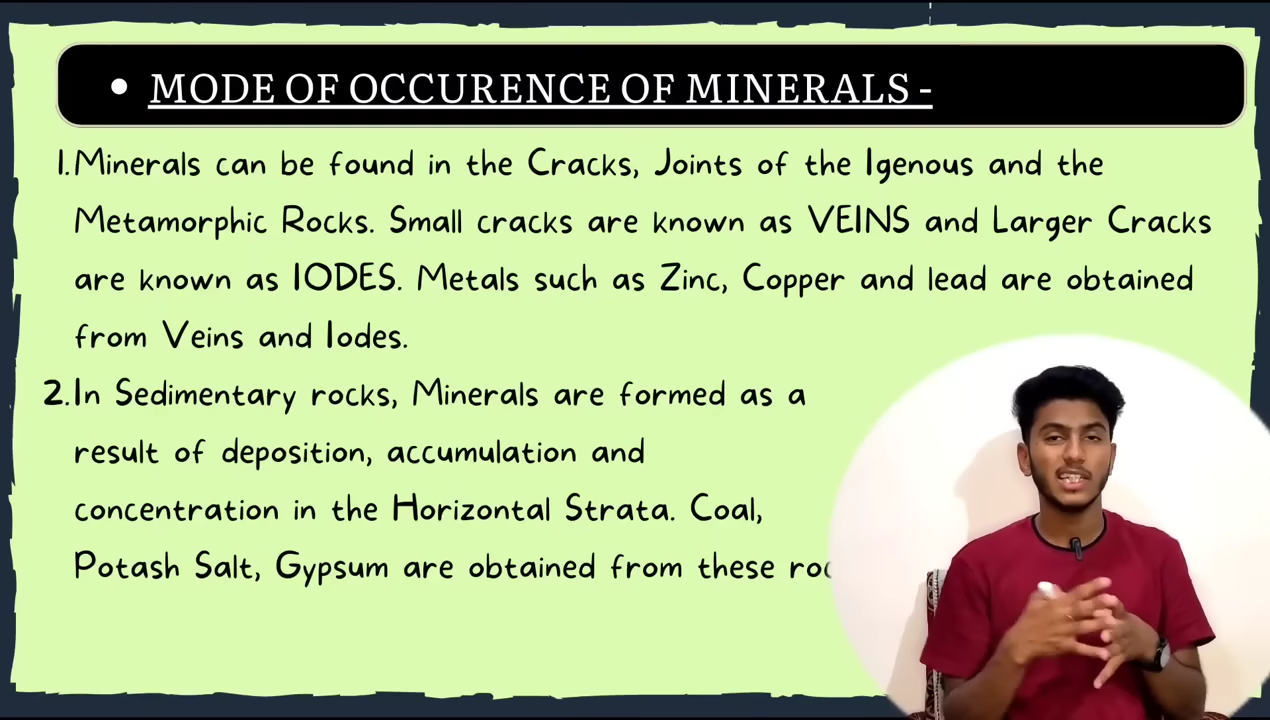 • MODE OF OCCURENCE OF MINERALS -
1. Minerals can be found in the Cracks, Joints of the Igenous and the
Metamorphic Rocks. Small cracks are known as VEINS and Larger Cracks
are known as IODES. Metals such as Zinc, Copper and lead are obtained
from Veins and Iodes.
2. In Sedimentary rocks, Minerals are formed as a
result of deposition, accumulation and
concentration in the Horizontal Strata. Coal,
Potash Salt, Gypsum are obtained from these